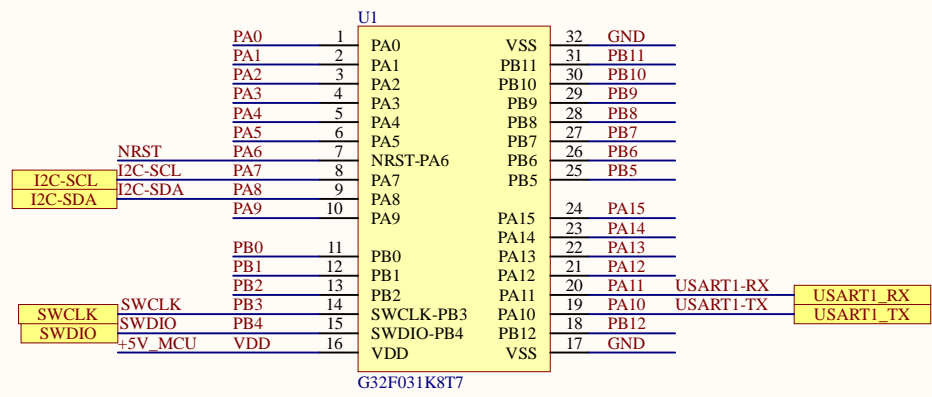 U1
PA0 1 PA0 VSS 32 GND
PA1 2 PA1 PB11 31 PB11
PA2 3 PA2 PB10 30 PB10
PA3 4 PA3 PB9 29 PB9
PA4 5 PA4 PB8 28 PB8
PA5 6 PA5 PB7 27 PB7
NRST PA6 7 NRST-PA6 PB6 26 PB6
I2C-SCL I2C-SCL PA7 8 PA7 PB5 25 PB5
I2C-SDA I2C-SDA PA8 9 PA8
PA9 10 PA9 PA15 24 PA15
PA14 23 PA14
PB0 11 PB0 PA13 22 PA13
PB1 12 PB1 PA12 21 PA12
PB2 13 PB2 PA11 20 PA11 USART1-RX USART1_RX
SWCLK SWCLK PB3 14 SWCLK-PB3 PA10 19 PA10 USART1-TX USART1_TX
SWDIO SWDIO PB4 15 SWDIO-PB4 PB12 18 PB12
+5V_MCU VDD 16 VDD VSS 17 GND
G32F031K8T7